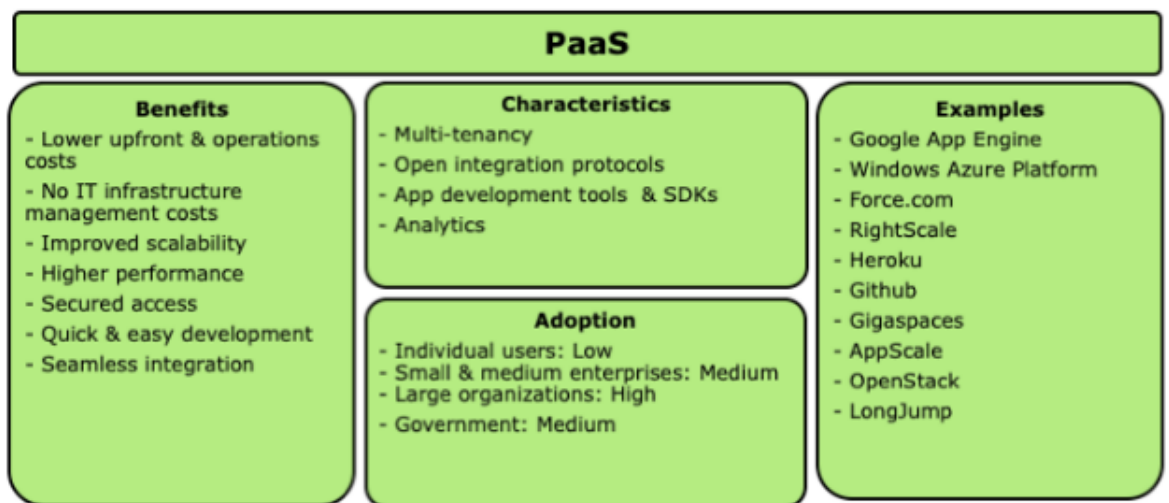 PaaS
Benefits
- Lower upfront & operations
costs
- No IT infrastructure
management costs
- Improved scalability
- Higher performance
- Secured access
- Quick & easy development
- Seamless integration
Characteristics
- Multi-tenancy
- Open integration protocols
- App development tools & SDKs
- Analytics
Adoption
- Individual users: Low
- Small & medium enterprises: Medium
- Large organizations: High
- Government: Medium
Examples
- Google App Engine
- Windows Azure Platform
- Force.com
- RightScale
- Heroku
- Github
- Gigaspaces
- AppScale
- OpenStack
- LongJump